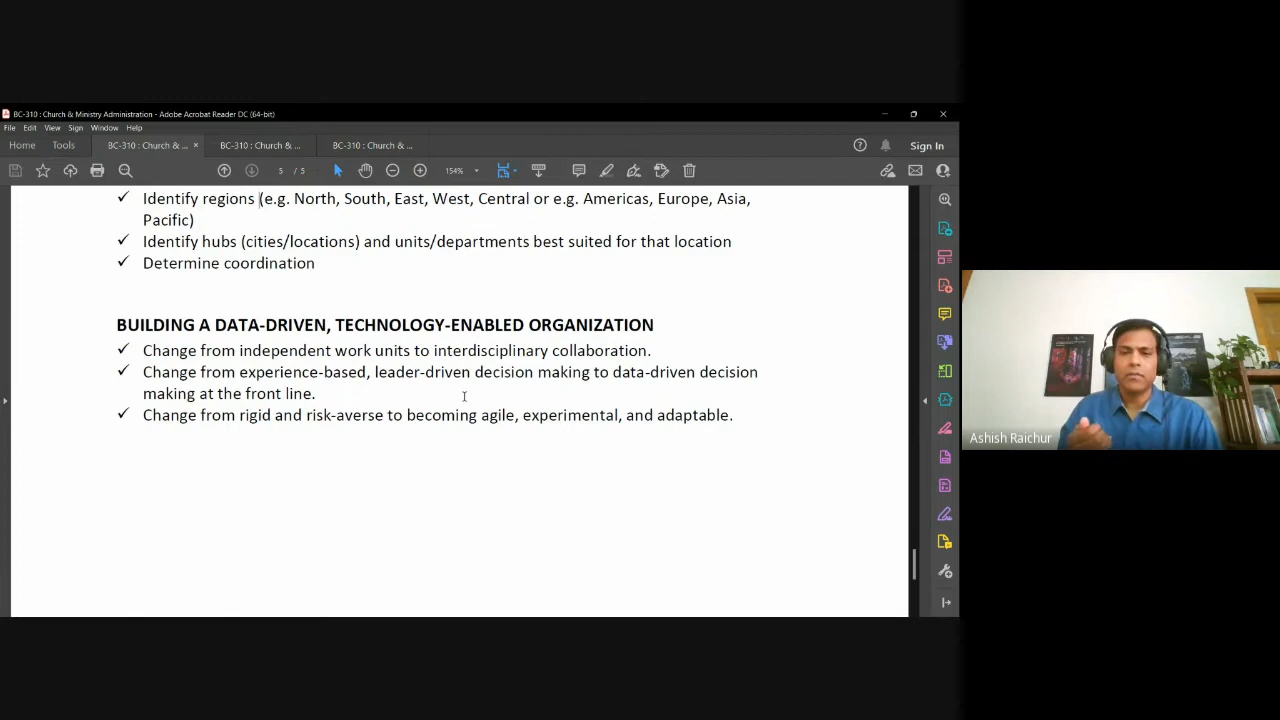 BC-310 : Church & Ministry Administration - Adobe Acrobat Reader DC (64-bit)
File Edit View Sign Window Help
Home Tools BC-310 : Church & ... × BC-310 : Church & ... BC-310 : Church & ... Sign In
5 / 5 154%
✓ Identify regions (e.g. North, South, East, West, Central or e.g. Americas, Europe, Asia,
Pacific)
✓ Identify hubs (cities/locations) and units/departments best suited for that location
✓ Determine coordination
BUILDING A DATA-DRIVEN, TECHNOLOGY-ENABLED ORGANIZATION
✓ Change from independent work units to interdisciplinary collaboration.
✓ Change from experience-based, leader-driven decision making to data-driven decision
making at the front line.
✓ Change from rigid and risk-averse to becoming agile, experimental, and adaptable.
Ashish Raichur